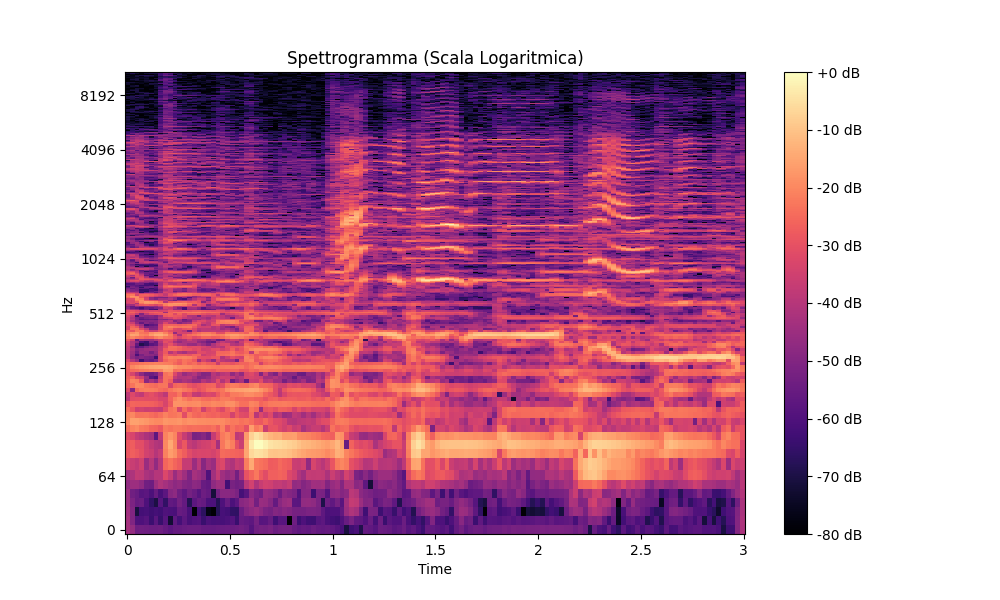 Spettrogramma (Scala Logaritmica)
8192
4096
2048
1024
512
256
128
64
0
Hz
0 0.5 1 1.5 2 2.5 3
Time
+0 dB
-10 dB
-20 dB
-30 dB
-40 dB
-50 dB
-60 dB
-70 dB
-80 dB